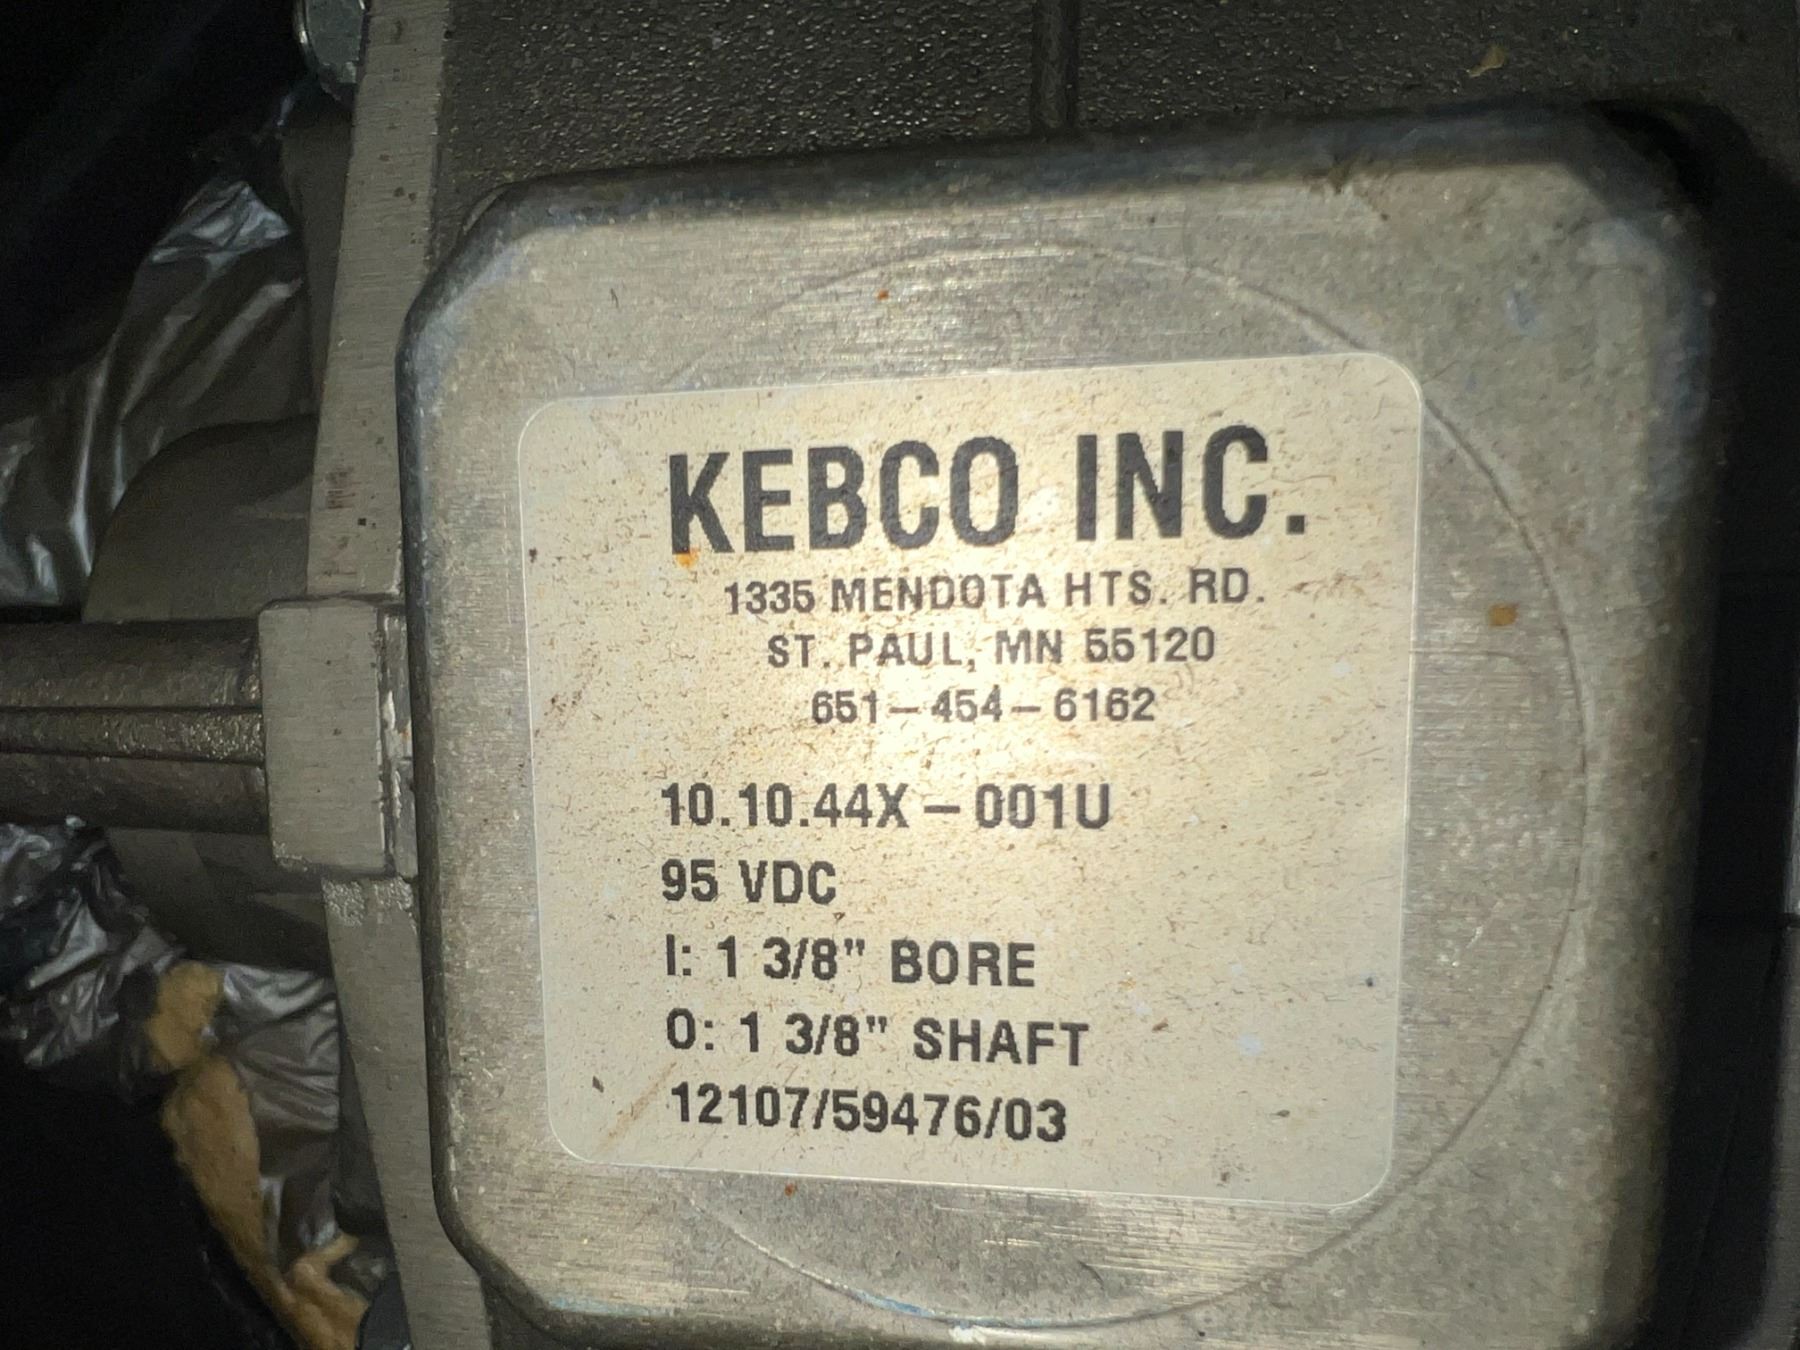 KEBCO INC.
1335 MENDOTA HTS. RD.
ST. PAUL, MN 55120
651-454-6162
10.10.44X-001U
95 VDC
I: 1 3/8" BORE
O: 1 3/8" SHAFT
12107/59476/03